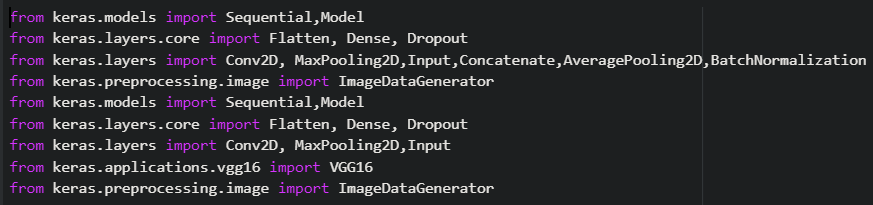 from keras.models import Sequential,Model
from keras.layers.core import Flatten, Dense, Dropout
from keras.layers import Conv2D, MaxPooling2D,Input,Concatenate,AveragePooling2D,BatchNormalization
from keras.preprocessing.image import ImageDataGenerator
from keras.models import Sequential,Model
from keras.layers.core import Flatten, Dense, Dropout
from keras.layers import Conv2D, MaxPooling2D,Input
from keras.applications.vgg16 import VGG16
from keras.preprocessing.image import ImageDataGenerator